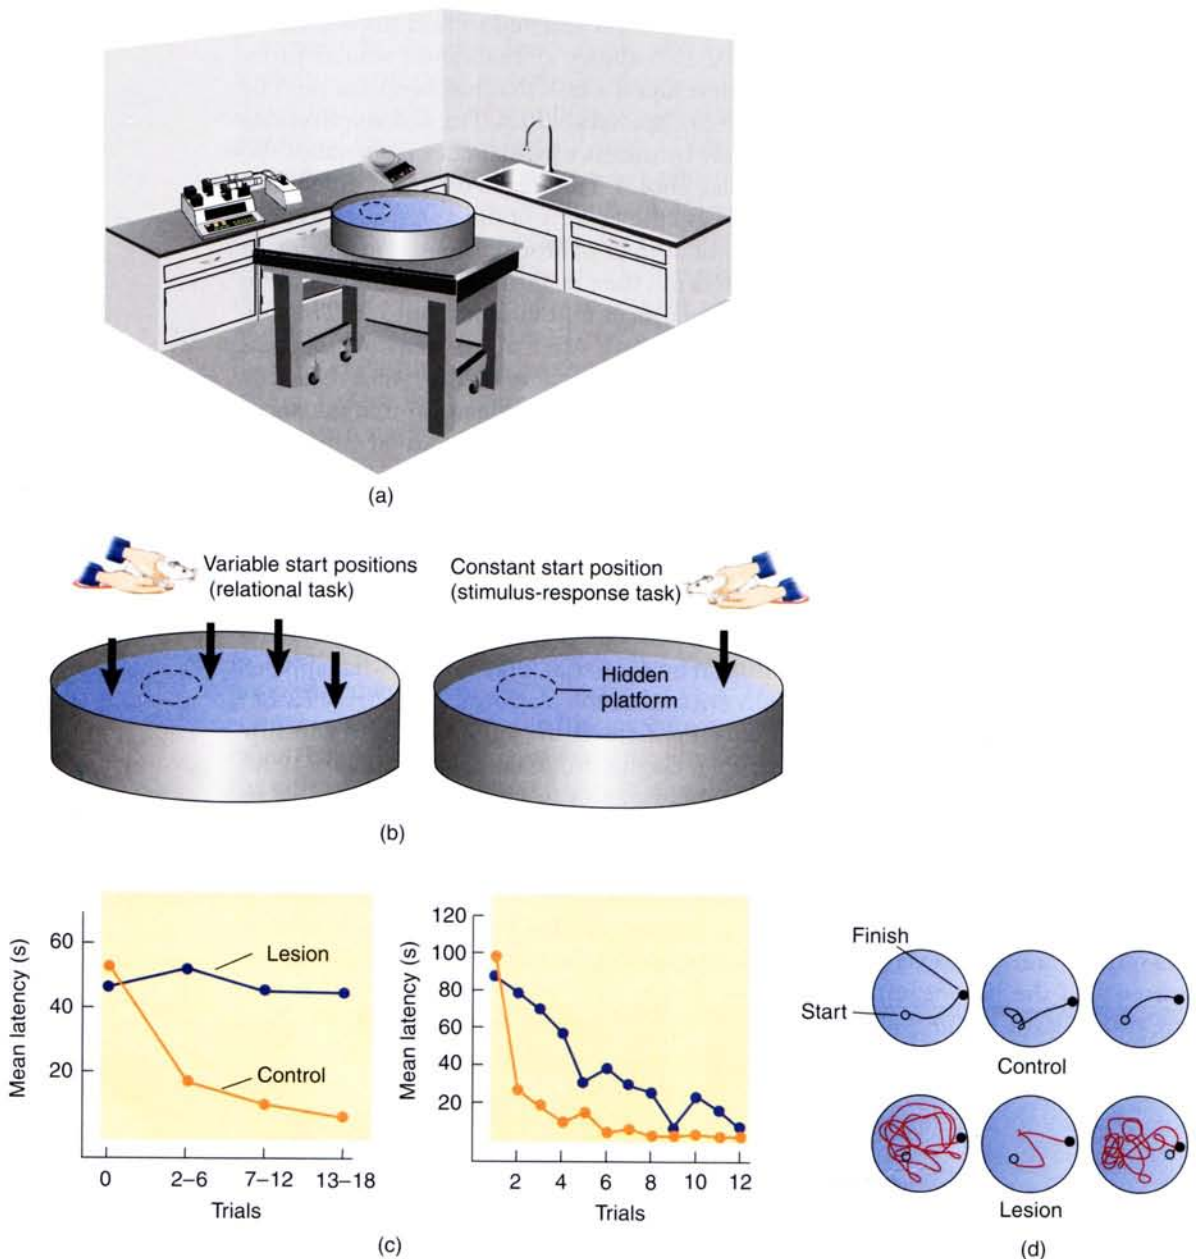 (a)
Variable start positions
(relational task)
Constant start position
(stimulus-response task)
Hidden
platform
(b)
Mean latency (s)
60
40
20
Lesion
Control
0
2–6
7–12
13–18
Trials
Mean latency (s)
120
100
80
60
40
20
2
4
6
8
10
12
Trials
(c)
Finish
Start
Control
Lesion
(d)